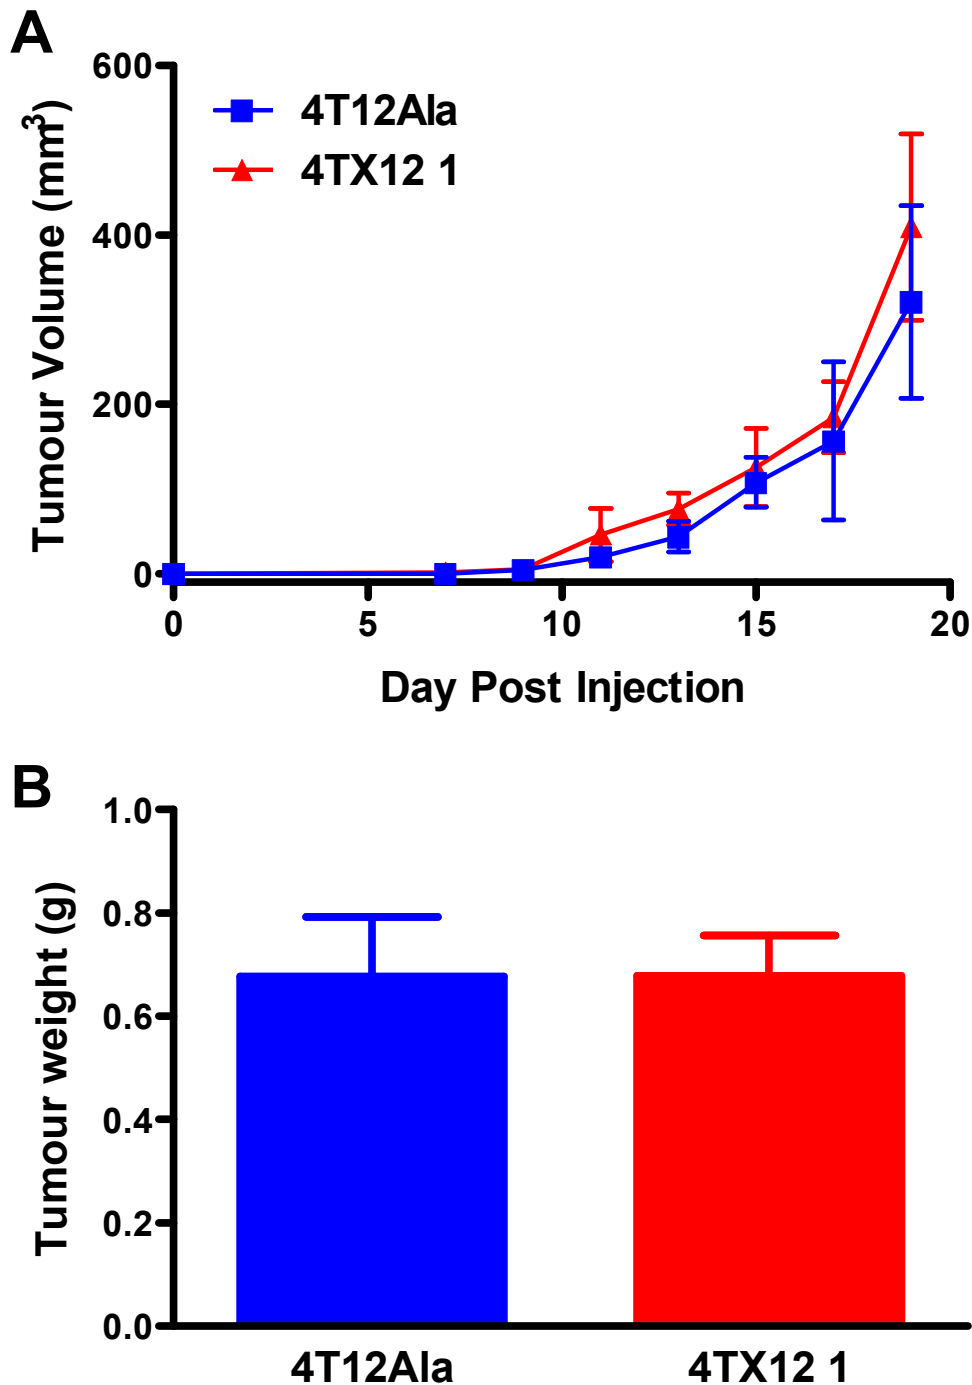 A
600
400
200
0
Tumour Volume (mm³)
4T12Ala
4TX12 1
0 5 10 15 20
Day Post Injection
B
1.0
0.8
0.6
0.4
0.2
0.0
Tumour weight (g)
4T12Ala 4TX12 1